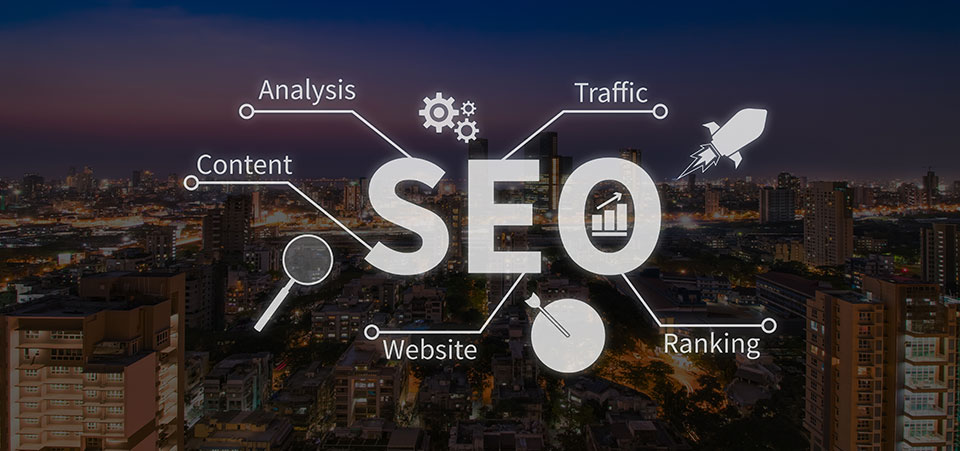 Analysis
Traffic
Content
SEO
Website
Ranking